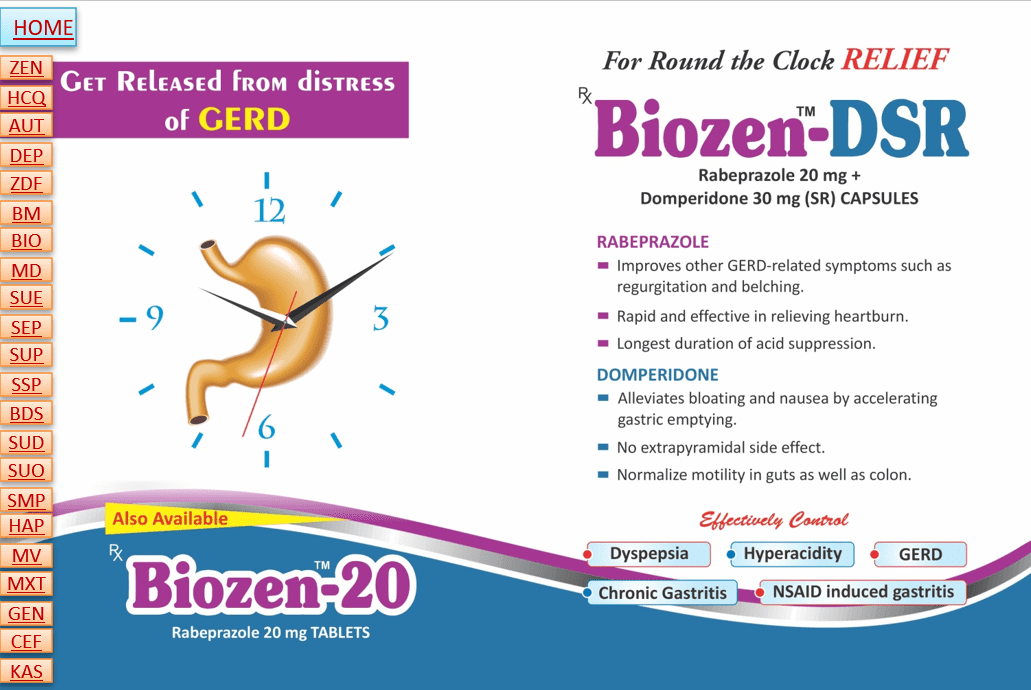 HOME
ZEN
HCQ
AUT
DEP
ZDF
BM
BIO
MD
SUE
SEP
SUP
SSP
BDS
SUD
SUO
SMP
HAP
MV
MXT
GEN
CEF
KAS
GET RELEASED FROM DISTRESS
of GERD
12
3
6
9
Also Available
Rx
Biozen™-20
Rabeprazole 20 mg TABLETS
For Round the Clock RELIEF
Rx
Biozen™-DSR
Rabeprazole 20 mg +
Domperidone 30 mg (SR) CAPSULES
RABEPRAZOLE
Improves other GERD-related symptoms such as
regurgitation and belching.
Rapid and effective in relieving heartburn.
Longest duration of acid suppression.
DOMPERIDONE
Alleviates bloating and nausea by accelerating
gastric emptying.
No extrapyramidal side effect.
Normalize motility in guts as well as colon.
Effectively Control
Dyspepsia
Hyperacidity
GERD
Chronic Gastritis
NSAID induced gastritis